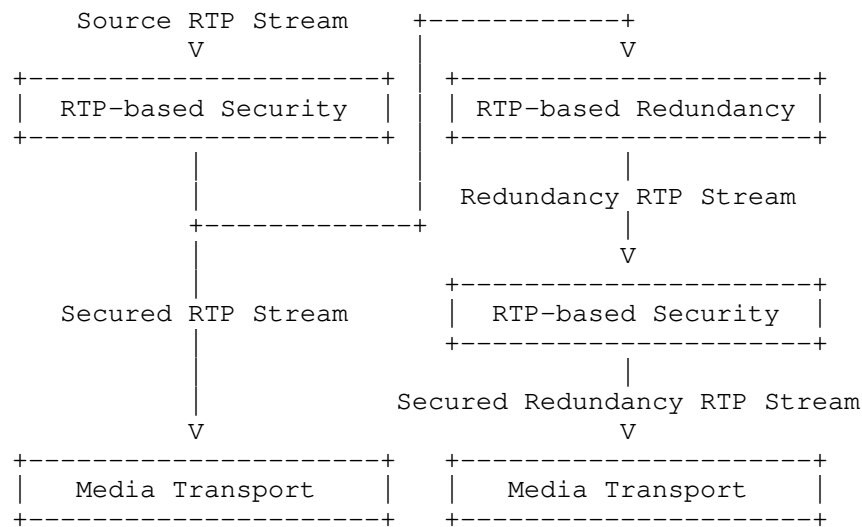 Source RTP Stream
RTP-based Security
RTP-based Redundancy
Redundancy RTP Stream
Secured RTP Stream
RTP-based Security
Secured Redundancy RTP Stream
Media Transport
Media Transport